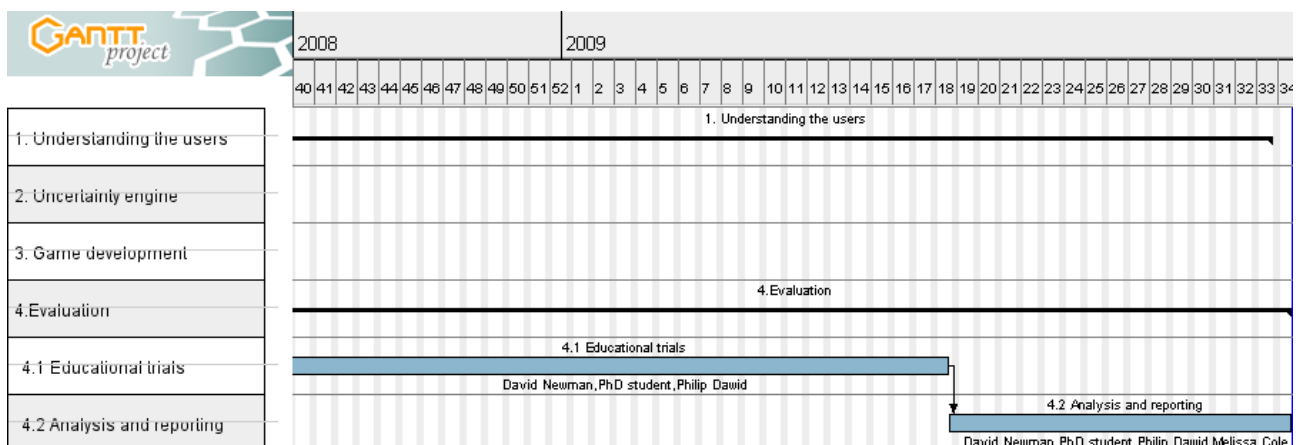 GANTT
project
2008 2009
40 41 42 43 44 45 46 47 48 49 50 51 52 1 2 3 4 5 6 7 8 9 10 11 12 13 14 15 16 17 18 19 20 21 22 23 24 25 26 27 28 29 30 31 32 33 34
1. Understanding the users
1. Understanding the users
2. Uncertainty engine
3. Game development
4.Evaluation
4.Evaluation
4.1 Educational trials
4.1 Educational trials
David Newman,PhD student,Philip Dawid
4.2 Analysis and reporting
4.2 Analysis and reporting
David Newman,PhD student,Philip Dawid,Melissa Cole